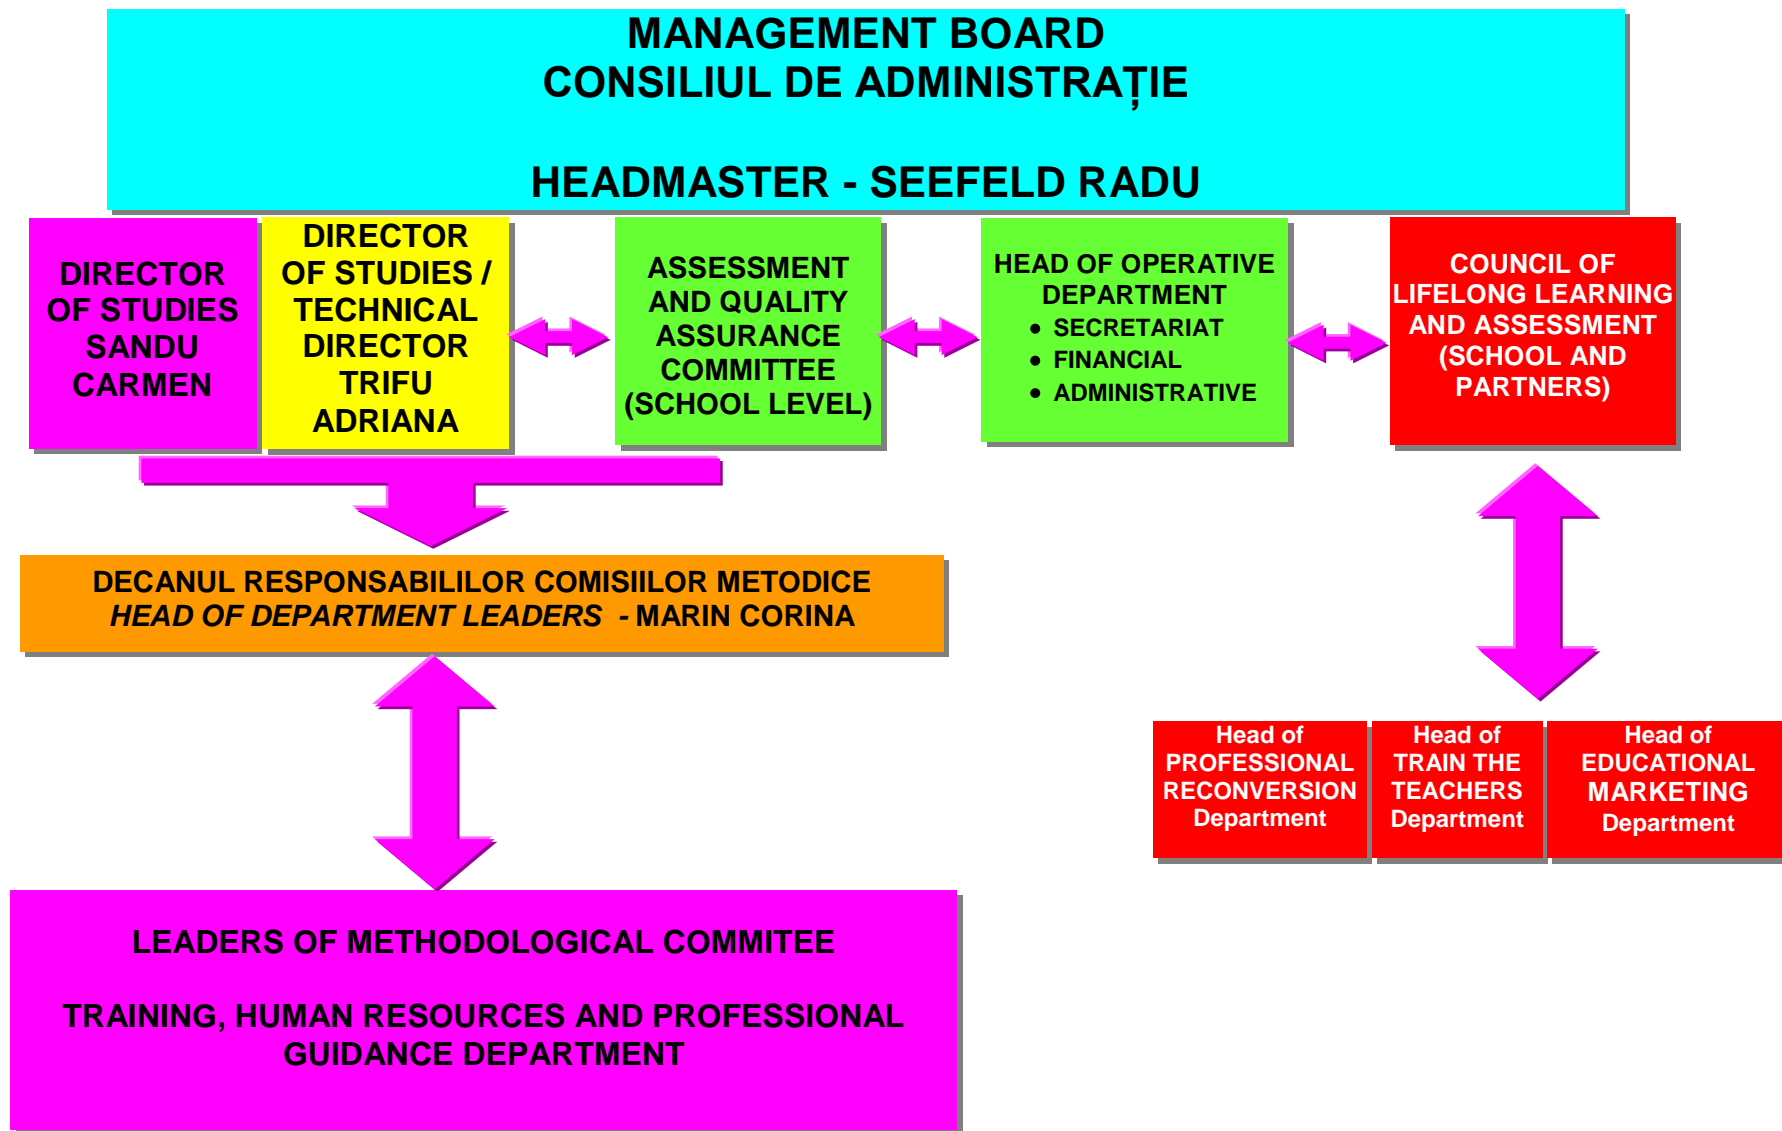 MANAGEMENT BOARD
CONSILIUL DE ADMINISTRAȚIE
HEADMASTER - SEEFELD RADU
DIRECTOR
OF STUDIES
SANDU
CARMEN
DIRECTOR
OF STUDIES /
TECHNICAL
DIRECTOR
TRIFU
ADRIANA
ASSESSMENT
AND QUALITY
ASSURANCE
COMMITTEE
(SCHOOL LEVEL)
HEAD OF OPERATIVE
DEPARTMENT
• SECRETARIAT
• FINANCIAL
• ADMINISTRATIVE
COUNCIL OF
LIFELONG LEARNING
AND ASSESSMENT
(SCHOOL AND
PARTNERS)
DECANUL RESPONSABILILOR COMISIILOR METODICE
HEAD OF DEPARTMENT LEADERS - MARIN CORINA
Head of
PROFESSIONAL
RECONVERSION
Department
Head of
TRAIN THE
TEACHERS
Department
Head of
EDUCATIONAL
MARKETING
Department
LEADERS OF METHODOLOGICAL COMMITEE
TRAINING, HUMAN RESOURCES AND PROFESSIONAL
GUIDANCE DEPARTMENT